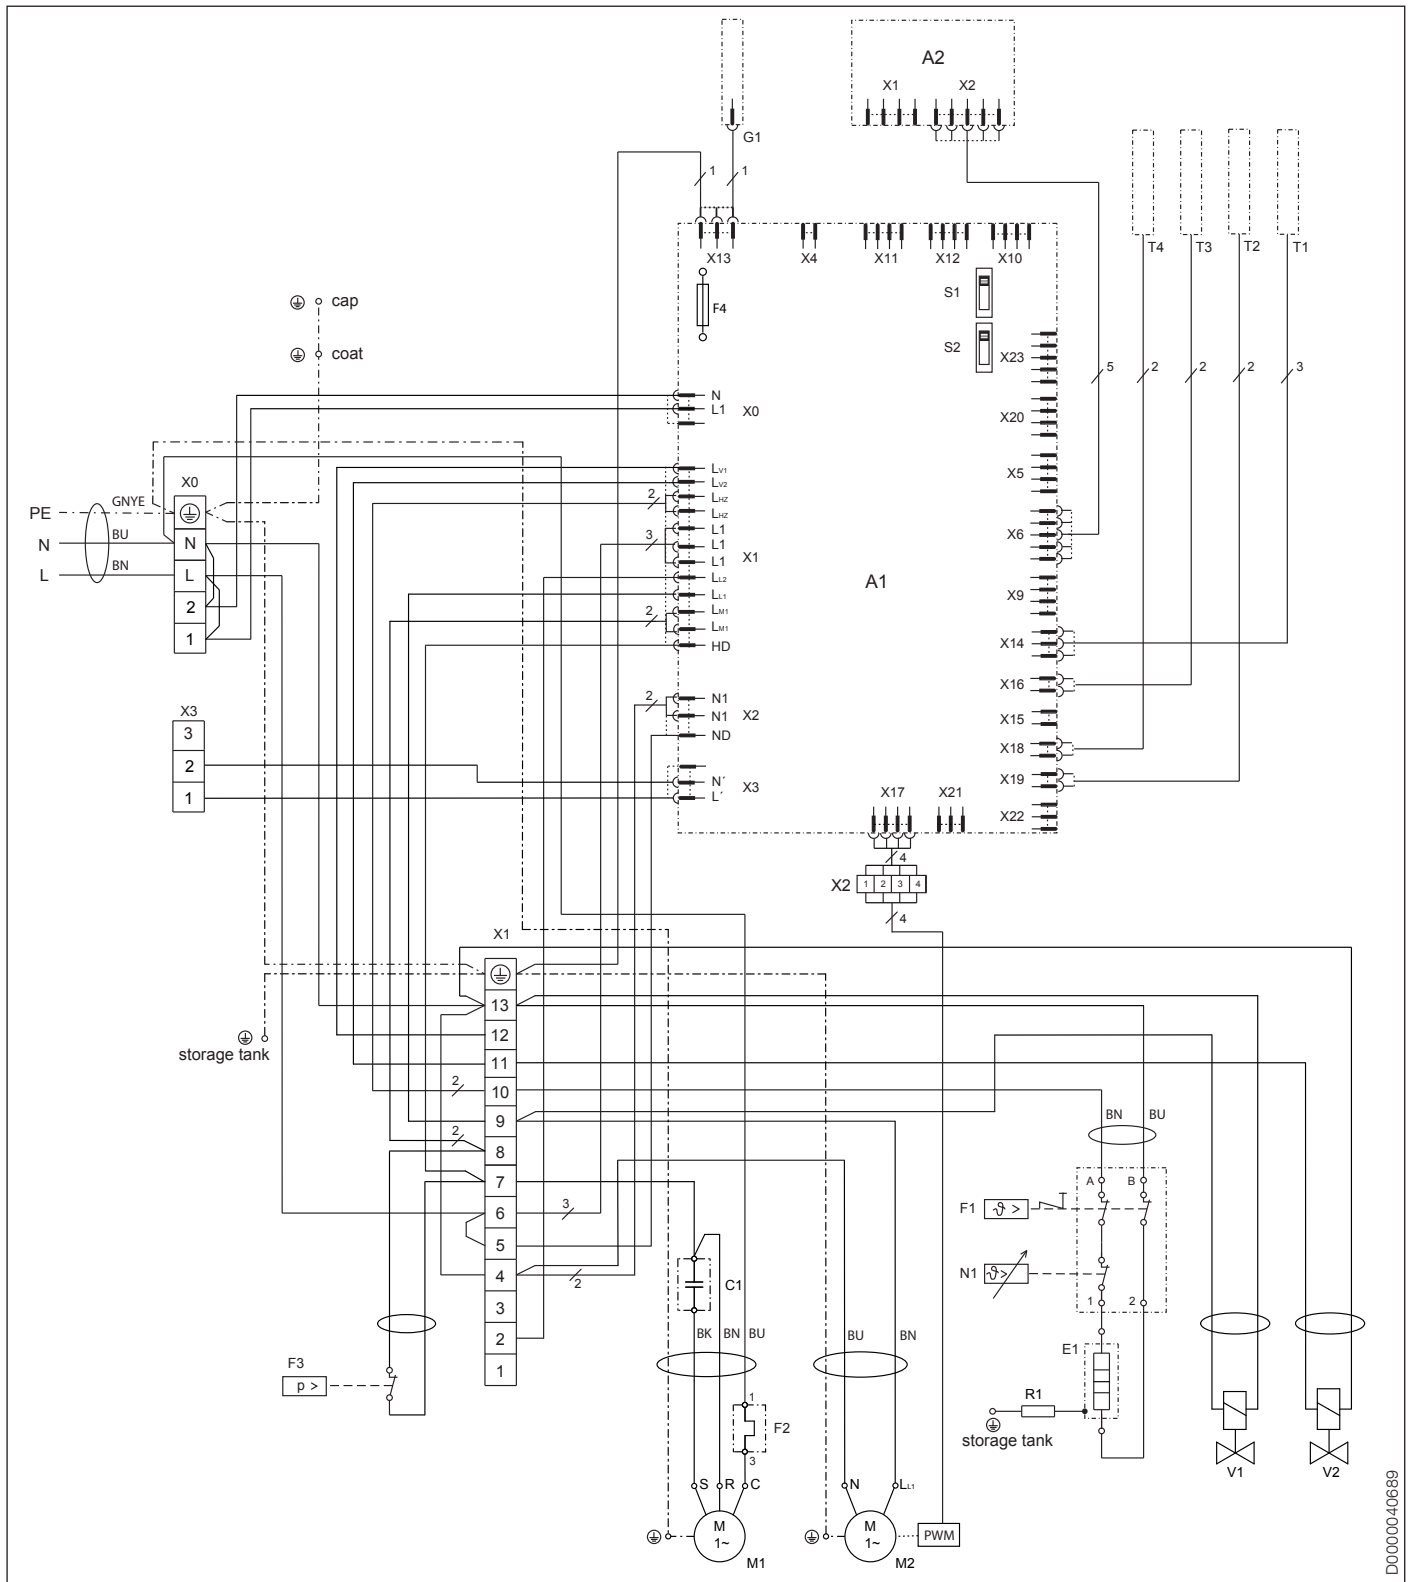 A2
X1 X2
G1
1 1
T4 T3 T2 T1
X13 X4 X11 X12 X10
S1
F4
cap
S2
coat
X23
5 2 2 2 3
N
L1 X0
X20
LV1
X0
X5
LV2
GNYE
2 LHZ
PE
LHZ
BU
L1
N N
X6
3 L1
BN
X1
L1
L L
LL2
A1
LL1
X9
2
2 LM1
LM1
1
HD
X14
X16
2 N1
X3
N1 X2
X15
3
ND
X18
2
N´
X3
X19
1
L´
X17 X21
X22
4
X2 1 2 3 4
4
X1
13
12
storage tank
11
2 10
BN BU
9
2
8
A B
7
F1 ϑ >
3
6
5
N1 ϑ>
4
2
C1
1 2
3
BK BN BU
BU BN
2
E1
F3
1
p >
R1
1
F2
storage tank
3
V1 V2
S R C
N LL1
M
1~
M
1~
PWM
M1 M2
D0000040689